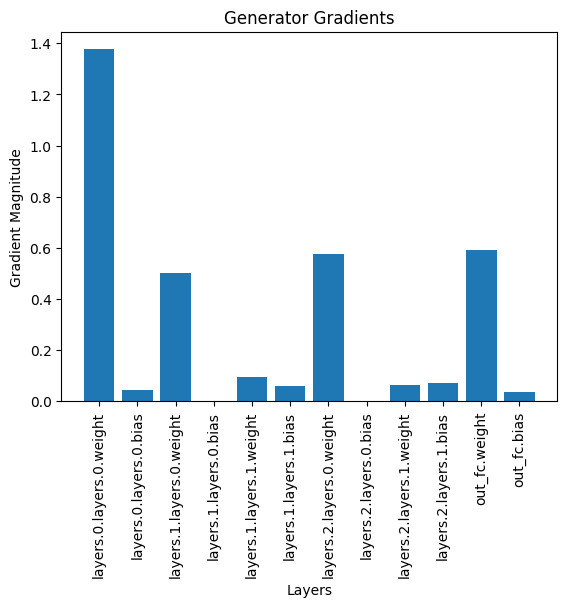 Generator Gradients
Gradient Magnitude
1.4
1.2
1.0
0.8
0.6
0.4
0.2
0.0
layers.0.layers.0.weight
layers.0.layers.0.bias
layers.1.layers.0.weight
layers.1.layers.0.bias
layers.1.layers.1.weight
layers.1.layers.1.bias
layers.2.layers.0.weight
layers.2.layers.0.bias
layers.2.layers.1.weight
layers.2.layers.1.bias
out_fc.weight
out_fc.bias
Layers